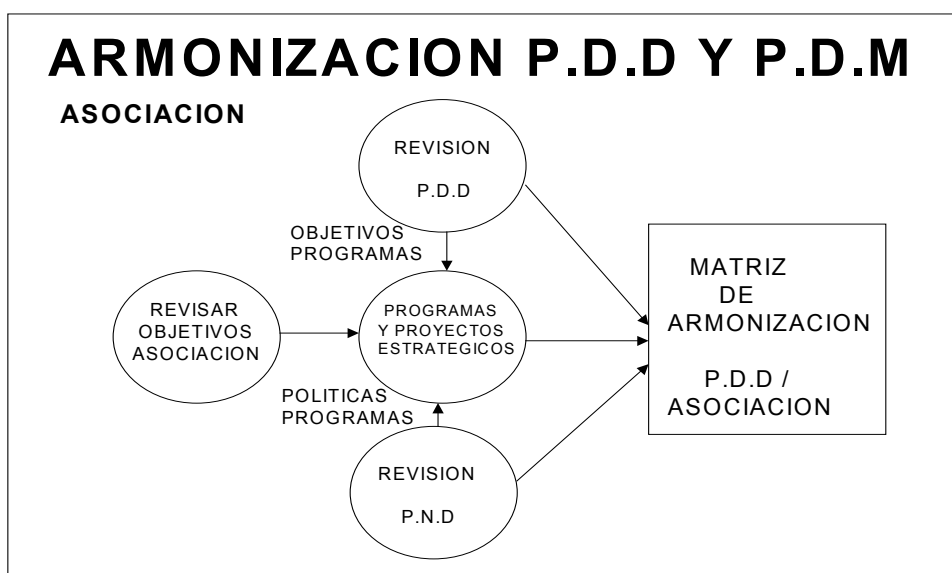 ARMONIZACION P.D.D Y P.D.M
ASOCIACION
REVISION
P.D.D
OBJETIVOS
PROGRAMAS
REVISAR
OBJETIVOS
ASOCIACION
PROGRAMAS
Y PROYECTOS
ESTRATEGICOS
POLITICAS
PROGRAMAS
REVISION
P.N.D
MATRIZ
DE
ARMONIZACION
P.D.D /
ASOCIACION